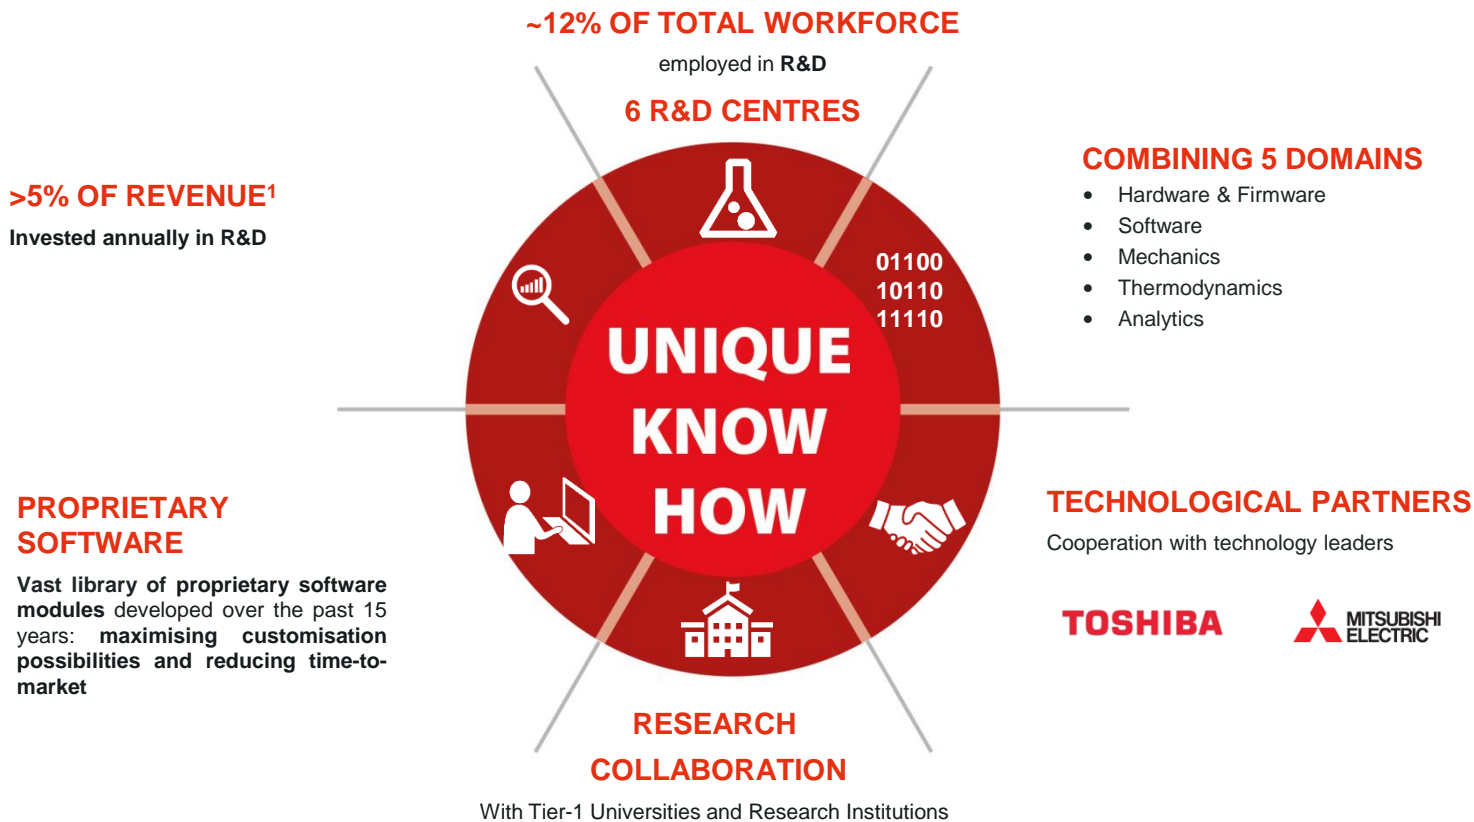 ~12% OF TOTAL WORKFORCE
employed in R&D
6 R&D CENTRES
>5% OF REVENUE¹
Invested annually in R&D
COMBINING 5 DOMAINS
• Hardware & Firmware
• Software
• Mechanics
• Thermodynamics
• Analytics
01100
10110
11110
UNIQUE
KNOW
HOW
PROPRIETARY
SOFTWARE
Vast library of proprietary software
modules developed over the past 15
years: maximising customisation
possibilities and reducing time-to-
market
TECHNOLOGICAL PARTNERS
Cooperation with technology leaders
TOSHIBA
MITSUBISHI
ELECTRIC
RESEARCH
COLLABORATION
With Tier-1 Universities and Research Institutions